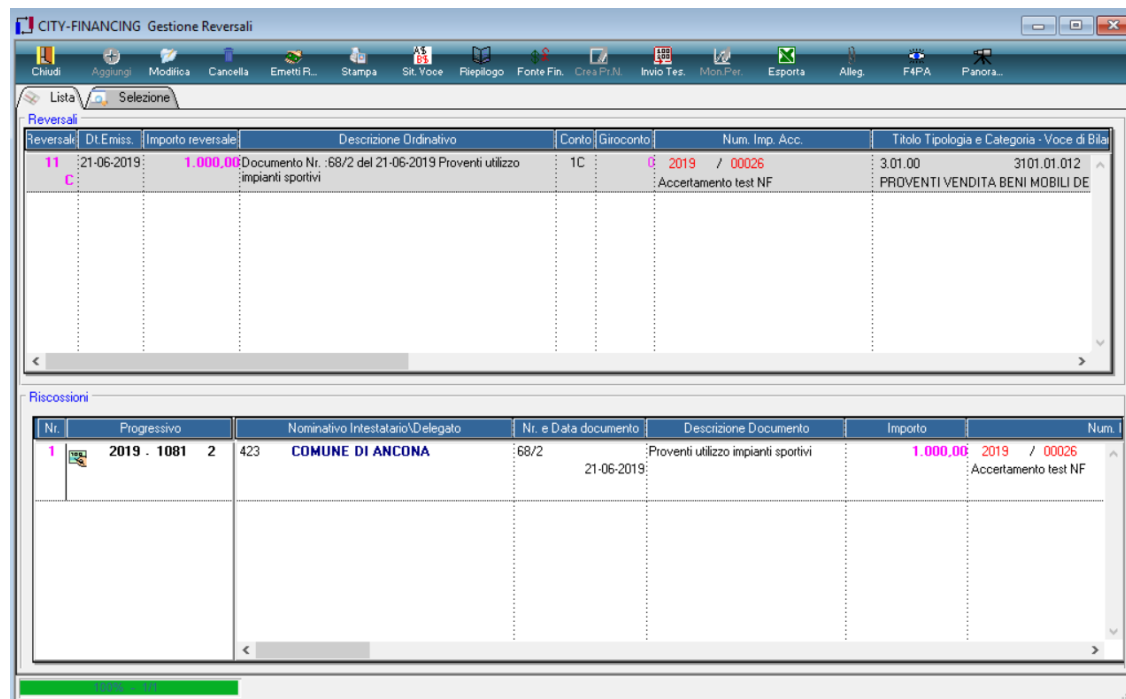 CITY-FINANCING Gestione Reversali
Chiudi Aggiungi Modifica Cancella Emetti R... Stampa Sit. Voce Riepilogo Fonte Fin. Crea Pr.N. Invio Tes. Mon.Per. Esporta Alleg. F4PA Panora...
Lista Selezione
Reversali
Reversale Dt.Emiss. Importo reversale Descrizione Ordinativo Conto Giroconto Num. Imp. Acc. Titolo Tipologia e Categoria - Voce di Bila
11 21-06-2019 1.000,00 Documento Nr. :68/2 del 21-06-2019 Proventi utilizzo 1C 0 2019 / 00026 3.01.00 3101.01.012
C impianti sportivi Accertamento test NF PROVENTI VENDITA BENI MOBILI DE
Riscossioni
Nr. Progressivo Nominativo Intestatario\Delegato Nr. e Data documento Descrizione Documento Importo Num. I
1 2019 - 1081 2 423 COMUNE DI ANCONA 68/2 Proventi utilizzo impianti sportivi 1.000,00 2019 / 00026
21-06-2019 Accertamento test NF
100% - 1/1